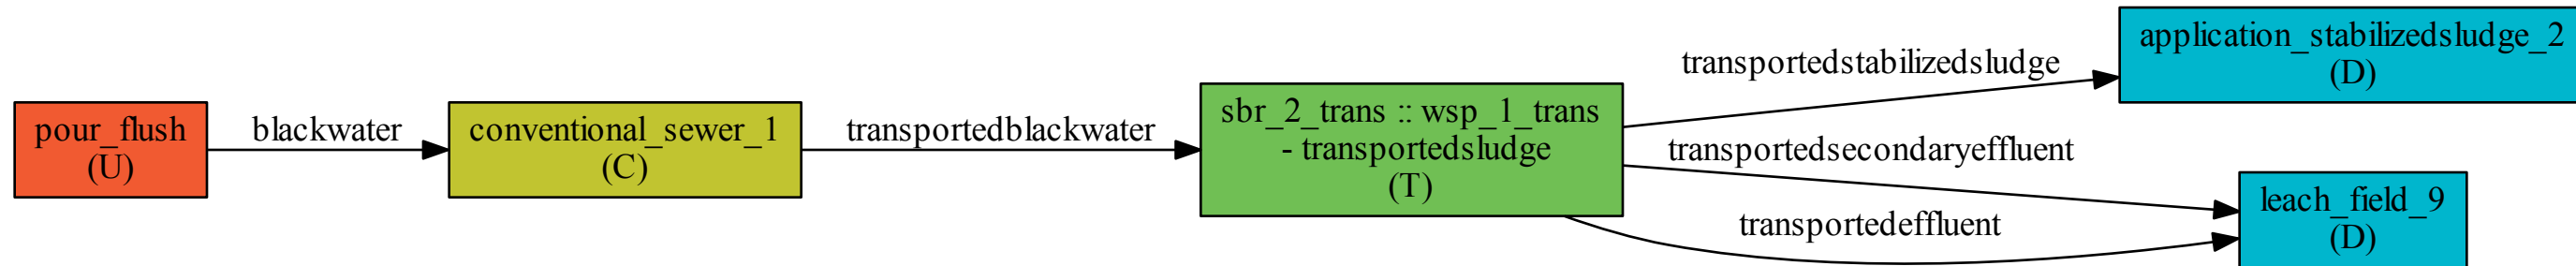 pour_flush
(U)
blackwater
conventional_sewer_1
(C)
transportedblackwater
sbr_2_trans :: wsp_1_trans
- transportedsludge
(T)
transportedstabilizedsludge
transportedsecondaryeffluent
transportedeffluent
application_stabilizedsludge_2
(D)
leach_field_9
(D)